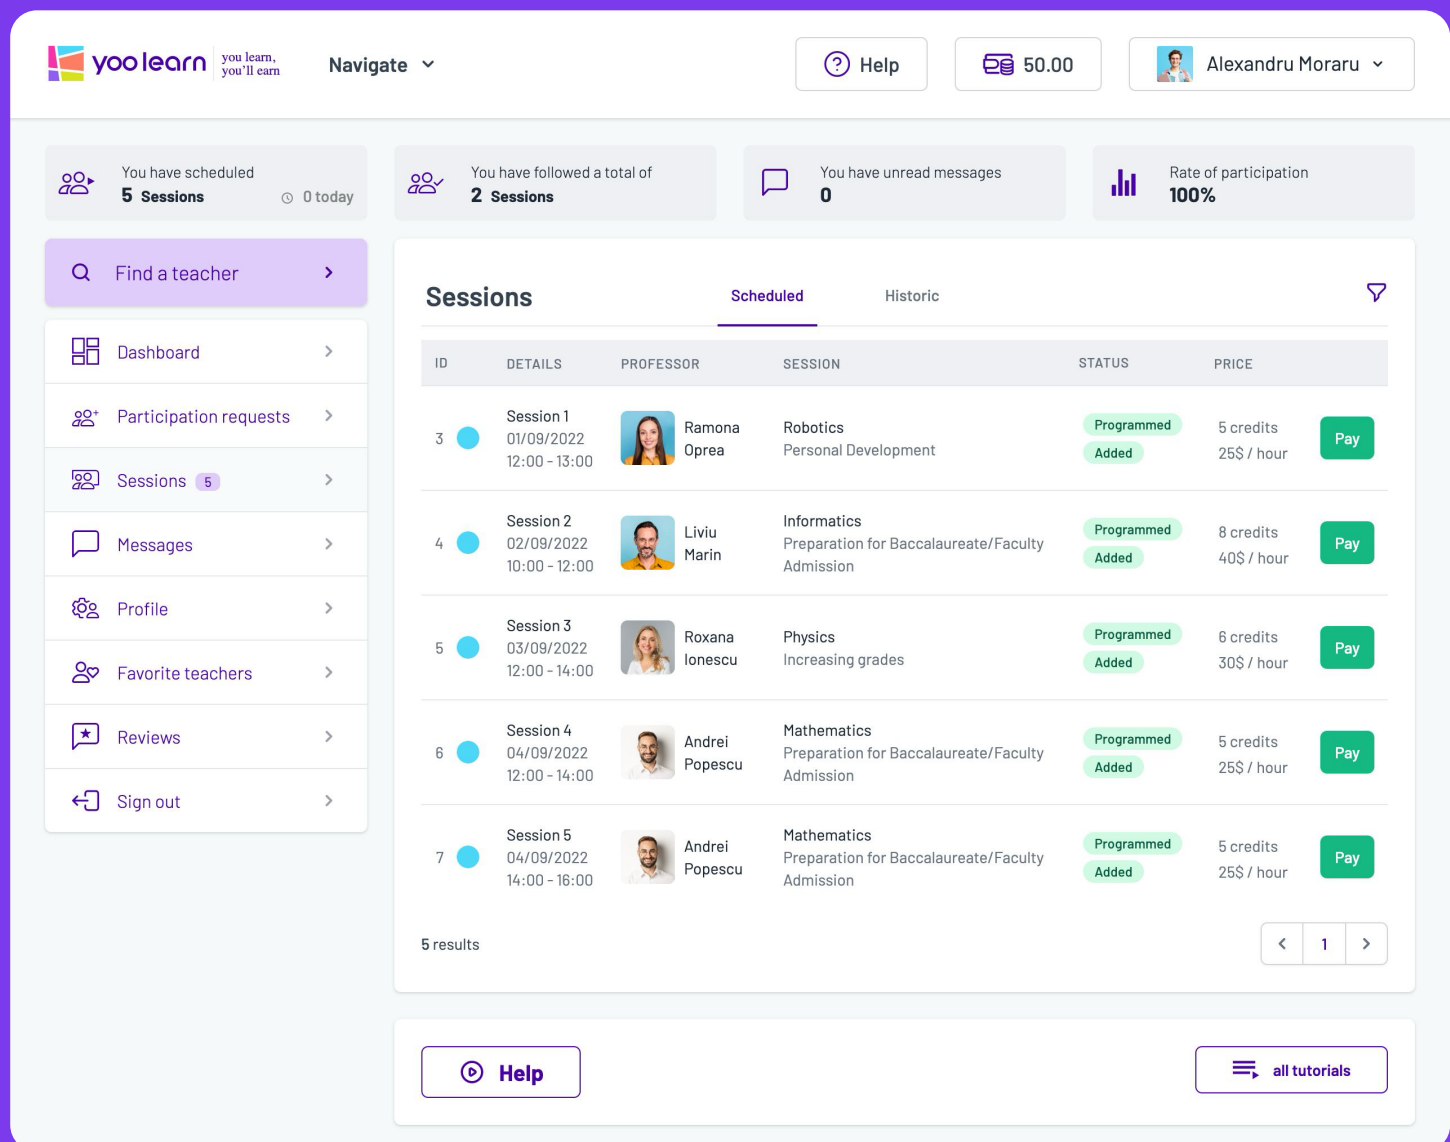 yoolearn
you learn,
you'll earn
Navigate
Help
50.00
Alexandru Moraru
You have scheduled
5 Sessions
0 today
You have followed a total of
2 Sessions
You have unread messages
0
Rate of participation
100%
Find a teacher
Dashboard
Participation requests
Sessions 5
Messages
Profile
Favorite teachers
Reviews
Sign out
Sessions
Scheduled
Historic
ID DETAILS PROFESSOR SESSION STATUS PRICE
3
Session 1
01/09/2022
12:00 - 13:00
Ramona
Oprea
Robotics
Personal Development
Programmed
Added
5 credits
25$ / hour
Pay
4
Session 2
02/09/2022
10:00 - 12:00
Liviu
Marin
Informatics
Preparation for Baccalaureate/Faculty
Admission
Programmed
Added
8 credits
40$ / hour
Pay
5
Session 3
03/09/2022
12:00 - 14:00
Roxana
Ionescu
Physics
Increasing grades
Programmed
Added
6 credits
30$ / hour
Pay
6
Session 4
04/09/2022
12:00 - 14:00
Andrei
Popescu
Mathematics
Preparation for Baccalaureate/Faculty
Admission
Programmed
Added
5 credits
25$ / hour
Pay
7
Session 5
04/09/2022
14:00 - 16:00
Andrei
Popescu
Mathematics
Preparation for Baccalaureate/Faculty
Admission
Programmed
Added
5 credits
25$ / hour
Pay
5 results
1
Help
all tutorials